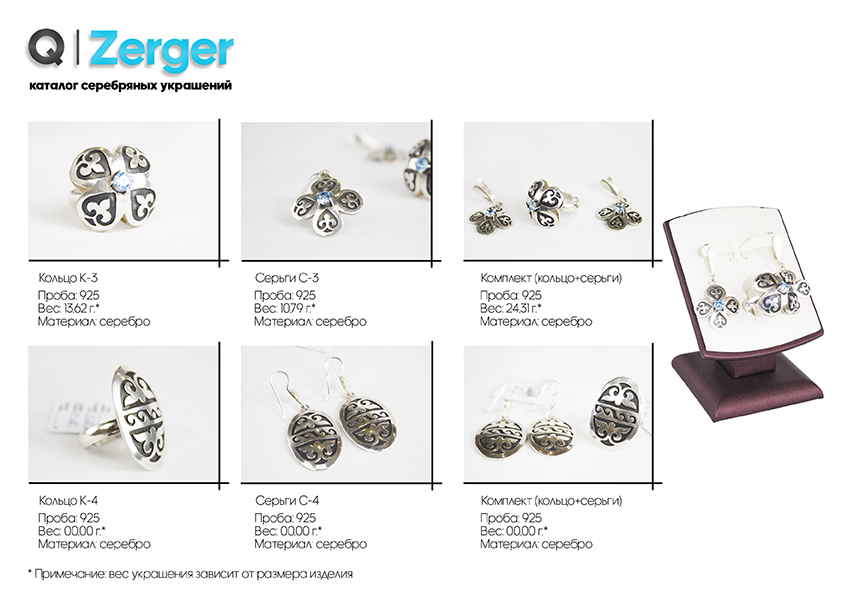 Q | Zerger
каталог серебряных украшений
Кольцо К-3
Проба: 925
Вес: 13,62 г.*
Материал: серебро
Серьги С-3
Проба: 925
Вес: 10.79 г.*
Материал: серебро
Комплект (кольцо+серьги)
Проба: 925
Вес: 24.31 г.*
Материал: серебро
Кольцо К-4
Проба: 925
Вес: 00.00 г.*
Материал: серебро
Серьги С-4
Проба: 925
Вес: 00.00 г.*
Материал: серебро
Комплект (кольцо+серьги)
Проба: 925
Вес: 00.00 г.*
Материал: серебро
* Примечание: вес украшения зависит от размера изделия